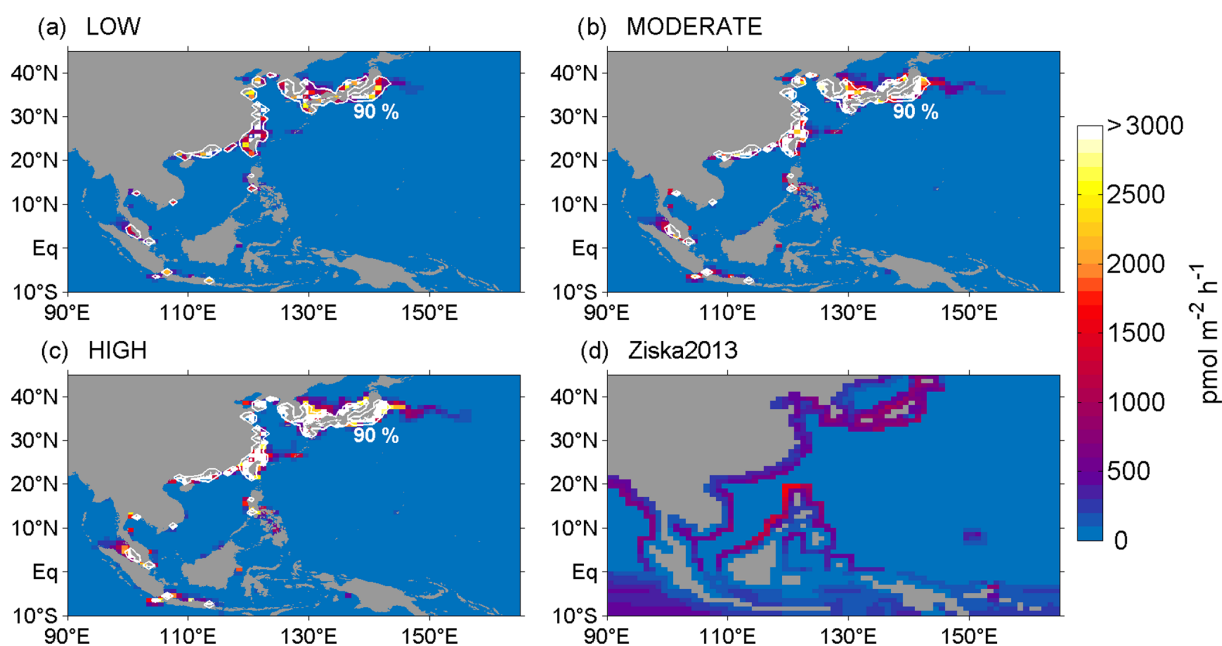 (a) LOW
(b) MODERATE
40°N
30°N
20°N
10°N
Eq
10°S
90 %
90°E 110°E 130°E 150°E
40°N
30°N
20°N
10°N
Eq
10°S
90 %
90°E 110°E 130°E 150°E
(c) HIGH
(d) Ziska2013
40°N
30°N
20°N
10°N
Eq
10°S
90 %
90°E 110°E 130°E 150°E
40°N
30°N
20°N
10°N
Eq
10°S
90°E 110°E 130°E 150°E
>3000
2500
2000
1500
1000
500
0
pmol m⁻² h⁻¹